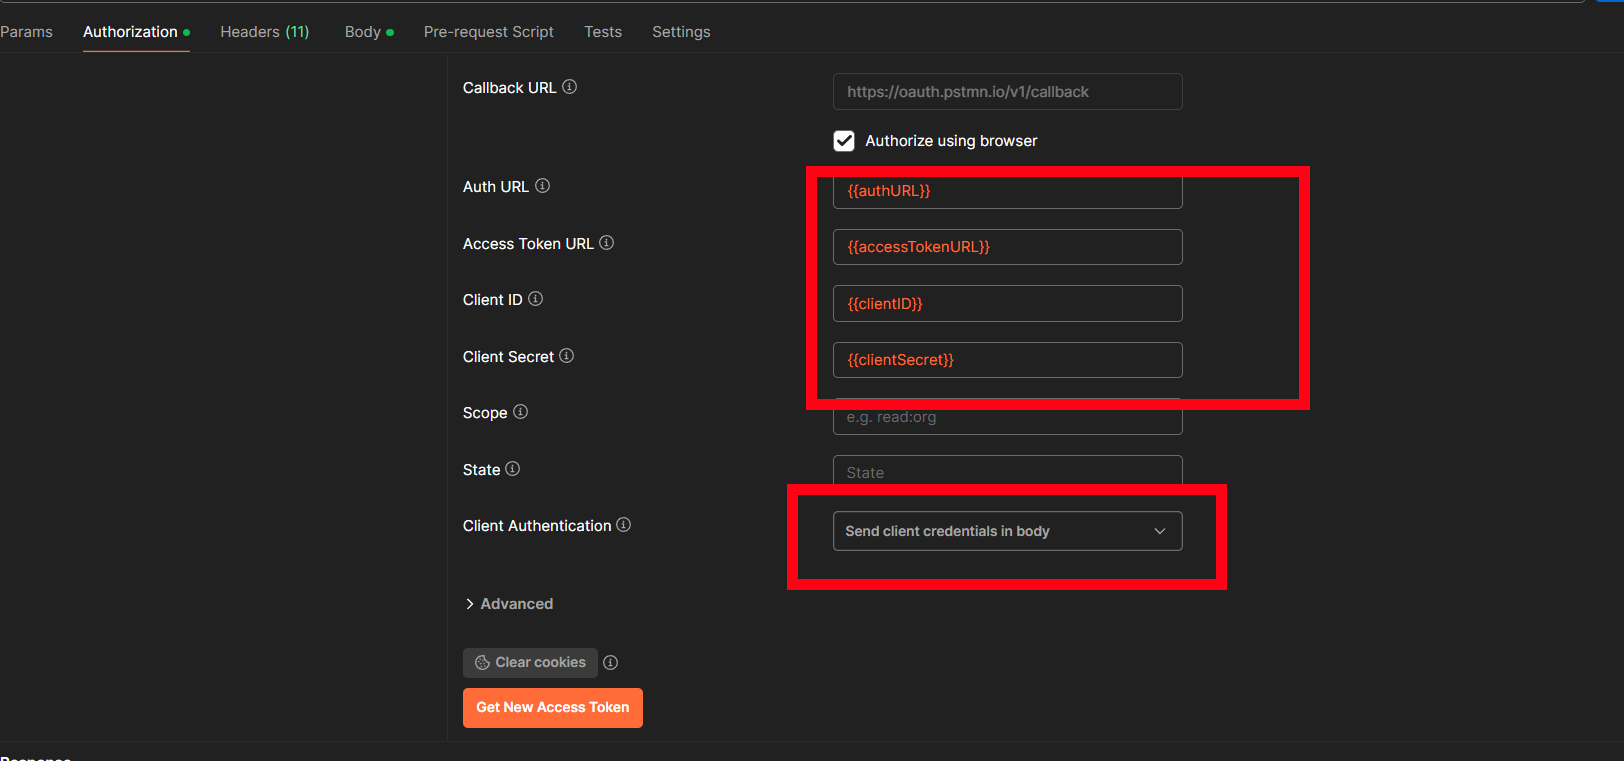 Params Authorization Headers (11) Body Pre-request Script Tests Settings
Callback URL https://oauth.pstmn.io/v1/callback
Authorize using browser
Auth URL {{authURL}}
Access Token URL {{accessTokenURL}}
Client ID {{clientID}}
Client Secret {{clientSecret}}
Scope e.g. read:org
State State
Client Authentication Send client credentials in body
Advanced
Clear cookies
Get New Access Token
Response